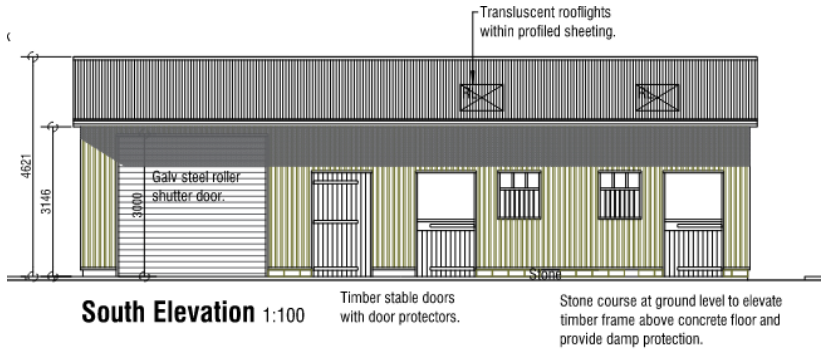 Transluscent rooflights
within profiled sheeting.
RL
RL
4621
3146
3000
Galv steel roller
shutter door.
Stone
South Elevation 1:100
Timber stable doors
with door protectors.
Stone course at ground level to elevate
timber frame above concrete floor and
provide damp protection.